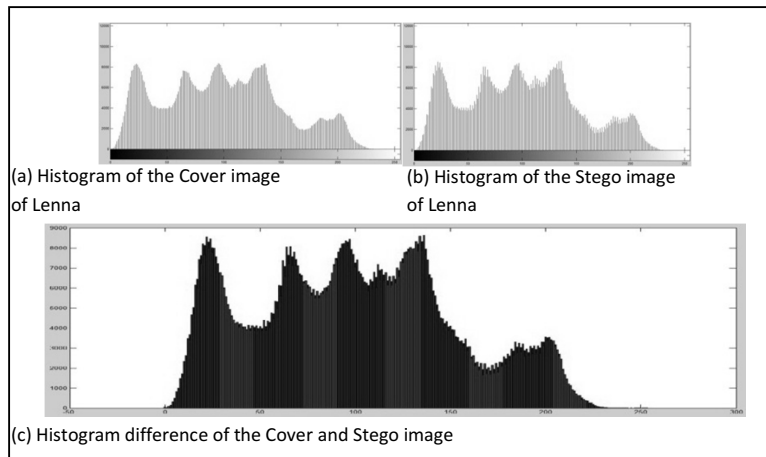 (a) Histogram of the Cover image
of Lenna
(b) Histogram of the Stego image
of Lenna
9000
8000
7000
6000
5000
4000
3000
2000
1000
0
-50 0 50 100 150 200 250 300
(c) Histogram difference of the Cover and Stego image